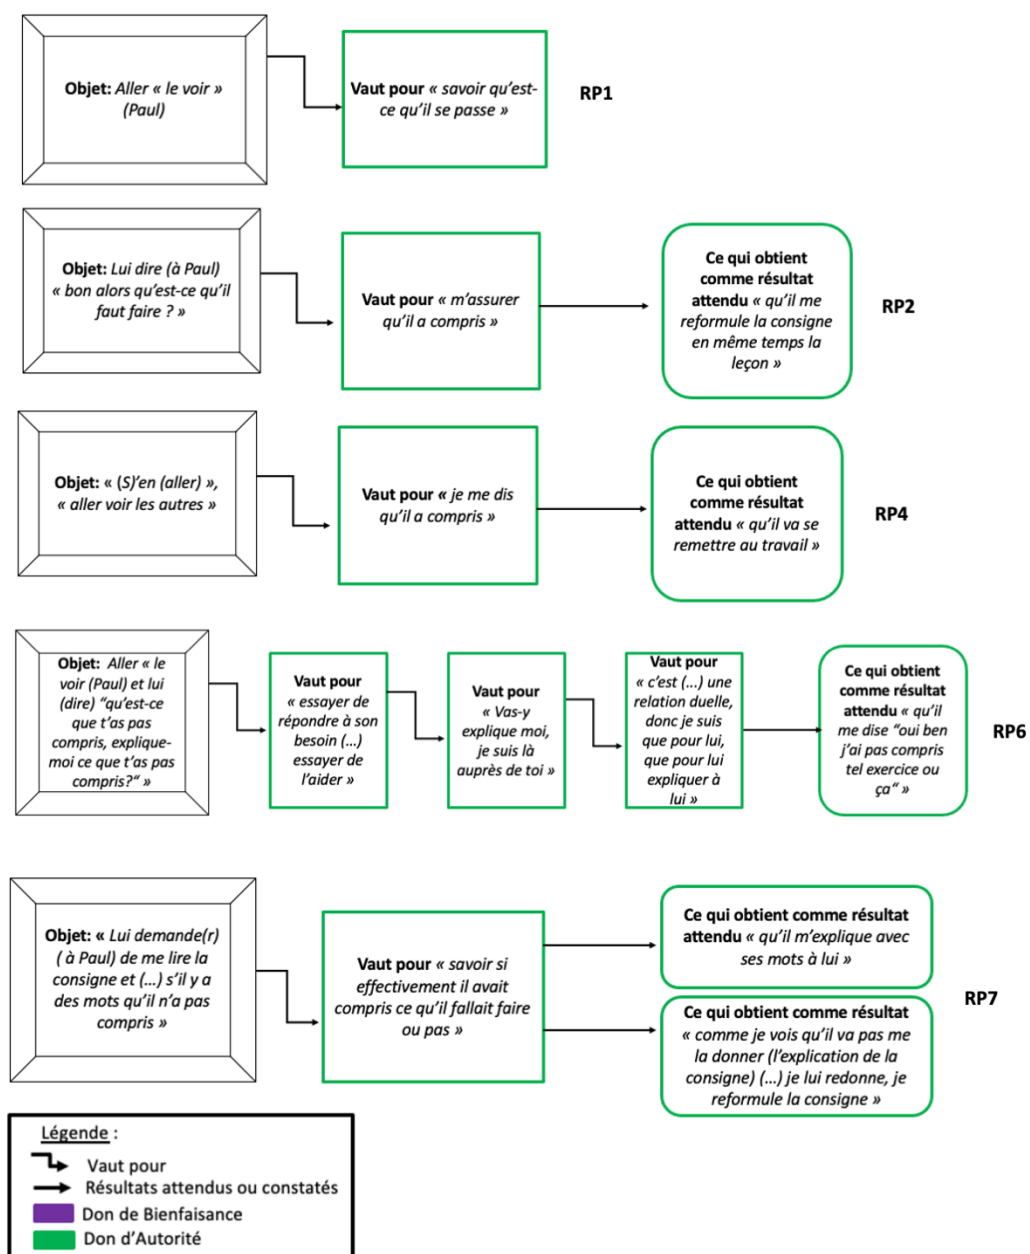 Objet: Aller « le voir »
(Paul)
Vaut pour « savoir qu'est-
ce qu'il se passe »
RP1
Objet: Lui dire (à Paul)
« bon alors qu'est-ce qu'il
faut faire ? »
Vaut pour « m'assurer
qu'il a compris »
Ce qui obtient
comme résultat
attendu « qu'il me
reformule la consigne
en même temps la
leçon »
RP2
Objet: « (S)'en (aller) »,
« aller voir les autres »
Vaut pour « je me dis
qu'il a compris »
Ce qui obtient
comme résultat
attendu « qu'il va se
remettre au travail »
RP4
Objet: Aller « le
voir (Paul) et lui
(dire) “qu'est-ce
que t'as pas
compris, explique-
moi ce que t'as pas
compris?“ »
Vaut pour
« essayer de
répondre à son
besoin (...)
essayer de
l'aider »
Vaut pour
« Vas-y
explique moi,
je suis là
auprès de toi »
Vaut pour
« c'est (...) une
relation duelle,
donc je suis
que pour lui,
que pour lui
expliquer à
lui »
Ce qui obtient
comme résultat
attendu « qu'il
me dise “oui ben
j'ai pas compris
tel exercice ou
ça“ »
RP6
Objet: « Lui demande(r)
( à Paul) de me lire la
consigne et (...) s'il y a
des mots qu'il n'a pas
compris »
Vaut pour « savoir si
effectivement il avait
compris ce qu'il fallait faire
ou pas »
Ce qui obtient comme résultat
attendu « qu'il m'explique avec
ses mots à lui »
Ce qui obtient comme résultat
« comme je vois qu'il va pas me
la donner (l'explication de la
consigne) (...) je lui redonne, je
reformule la consigne »
RP7
Légende :
Vaut pour
Résultats attendus ou constatés
Don de Bienfaisance
Don d'Autorité